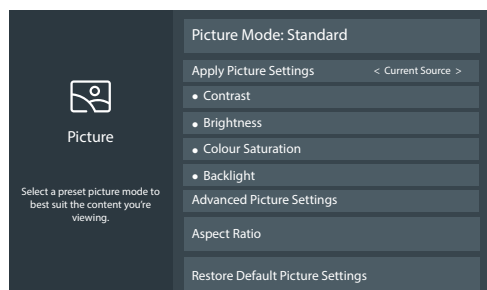 Picture
Select a preset picture mode to
best suit the content you're
viewing.
Picture Mode: Standard
Apply Picture Settings < Current Source >
• Contrast
• Brightness
• Colour Saturation
• Backlight
Advanced Picture Settings
Aspect Ratio
Restore Default Picture Settings